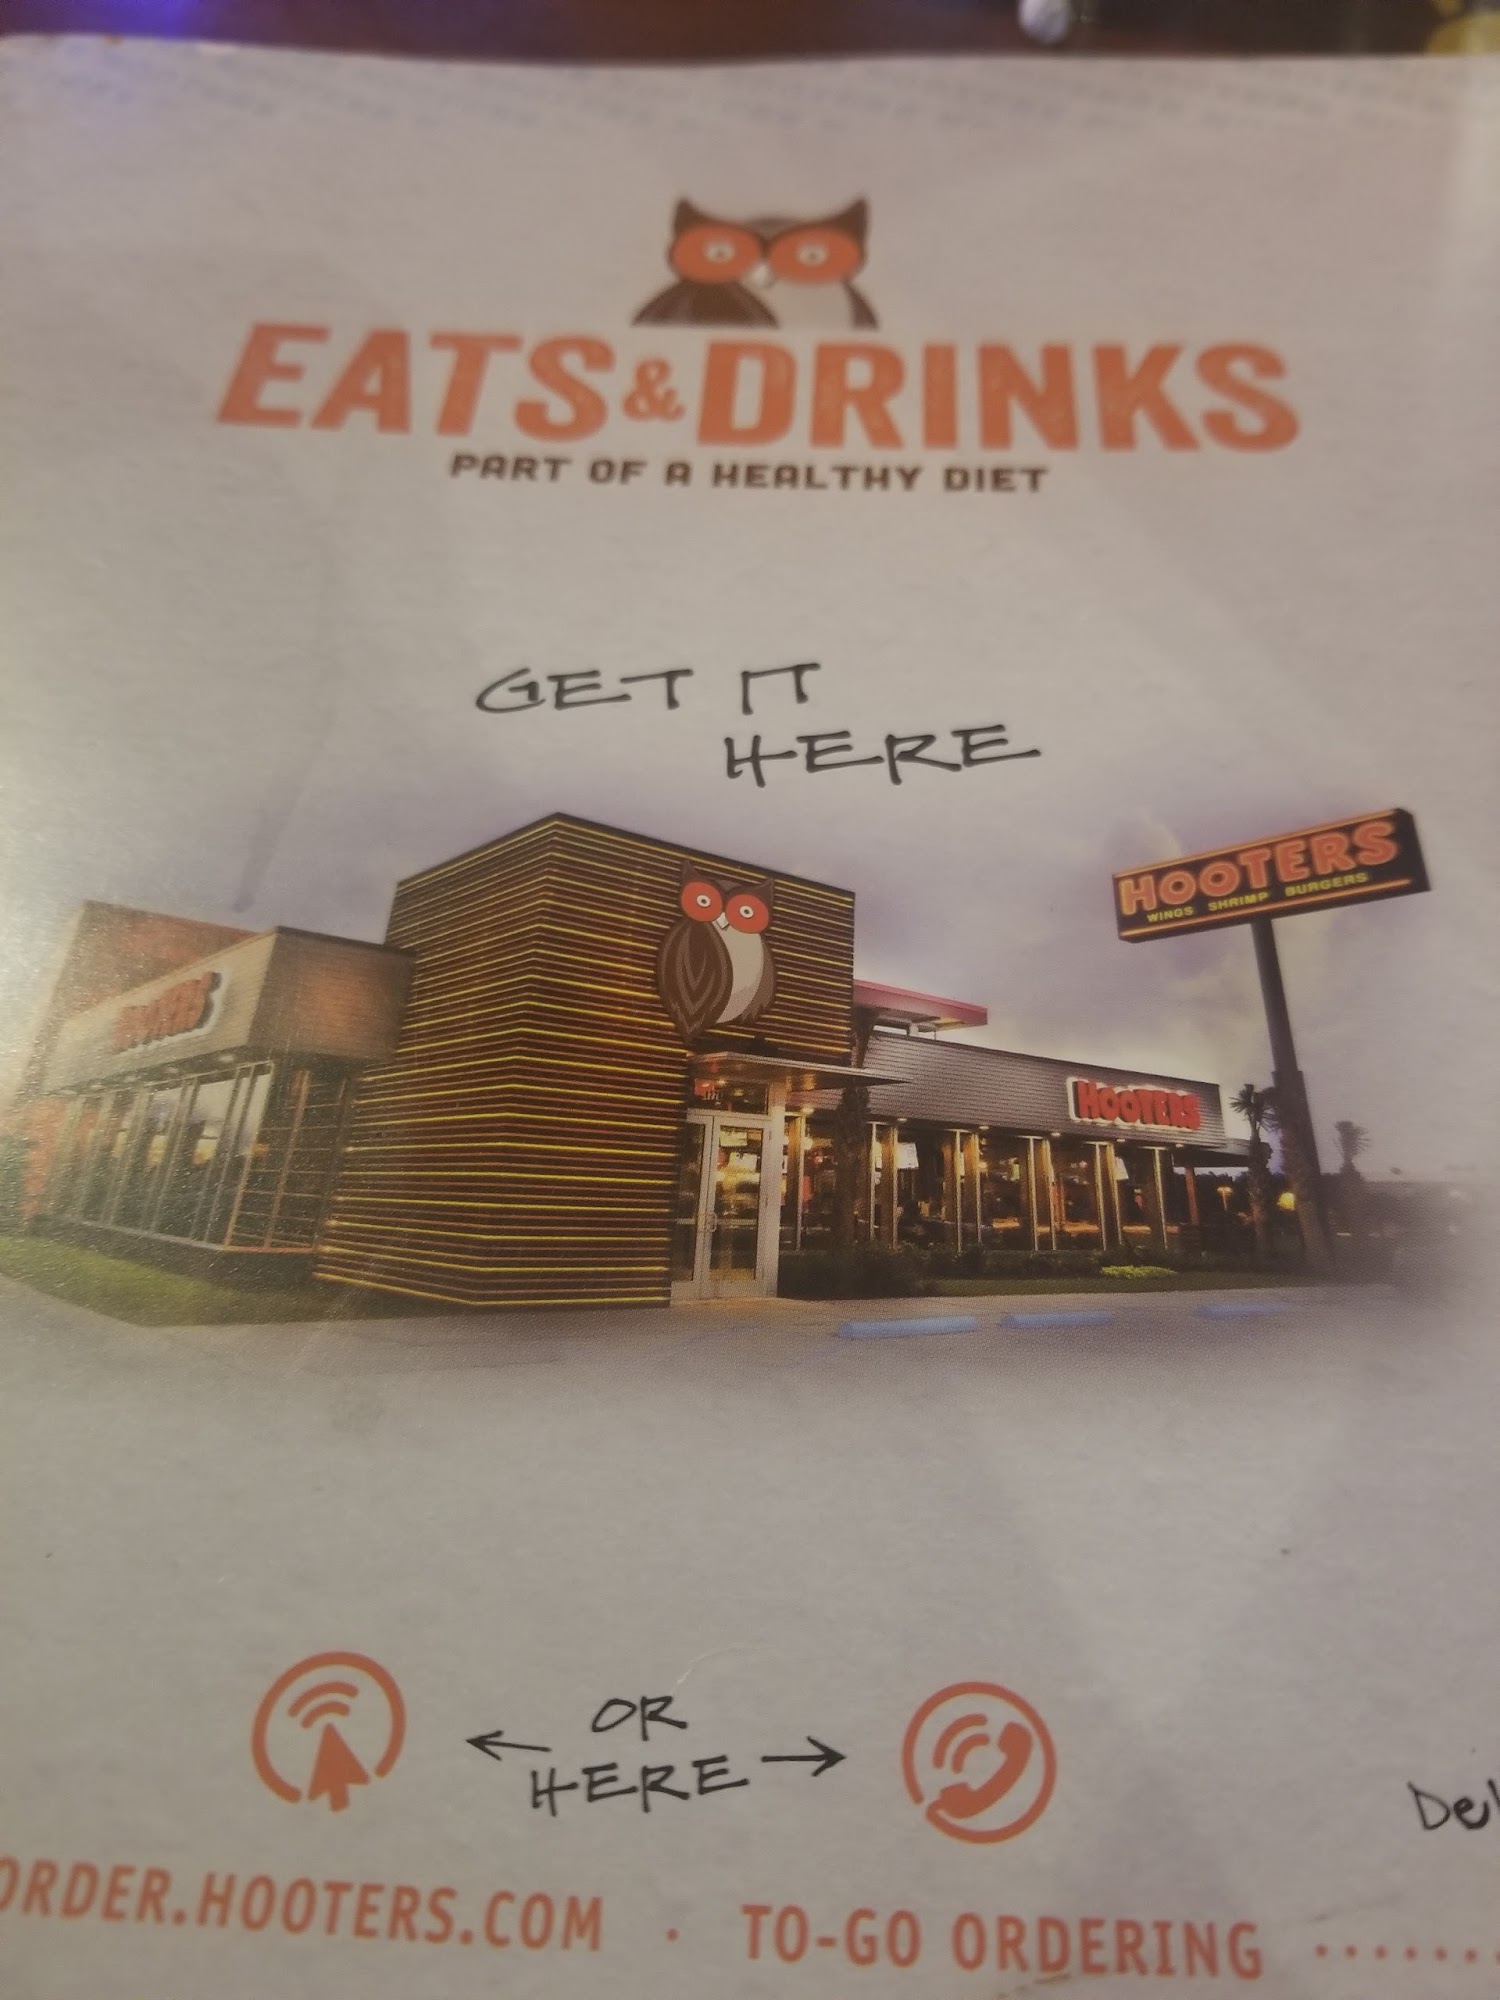 EATS & DRINKS
PART OF A HEALTHY DIET
GET IT
HERE
HOOTERS
WINGS SHRIMP BURGERS
HOOTERS
HOOTERS
OR
HERE
ORDER.HOOTERS.COM · TO-GO ORDERING ........